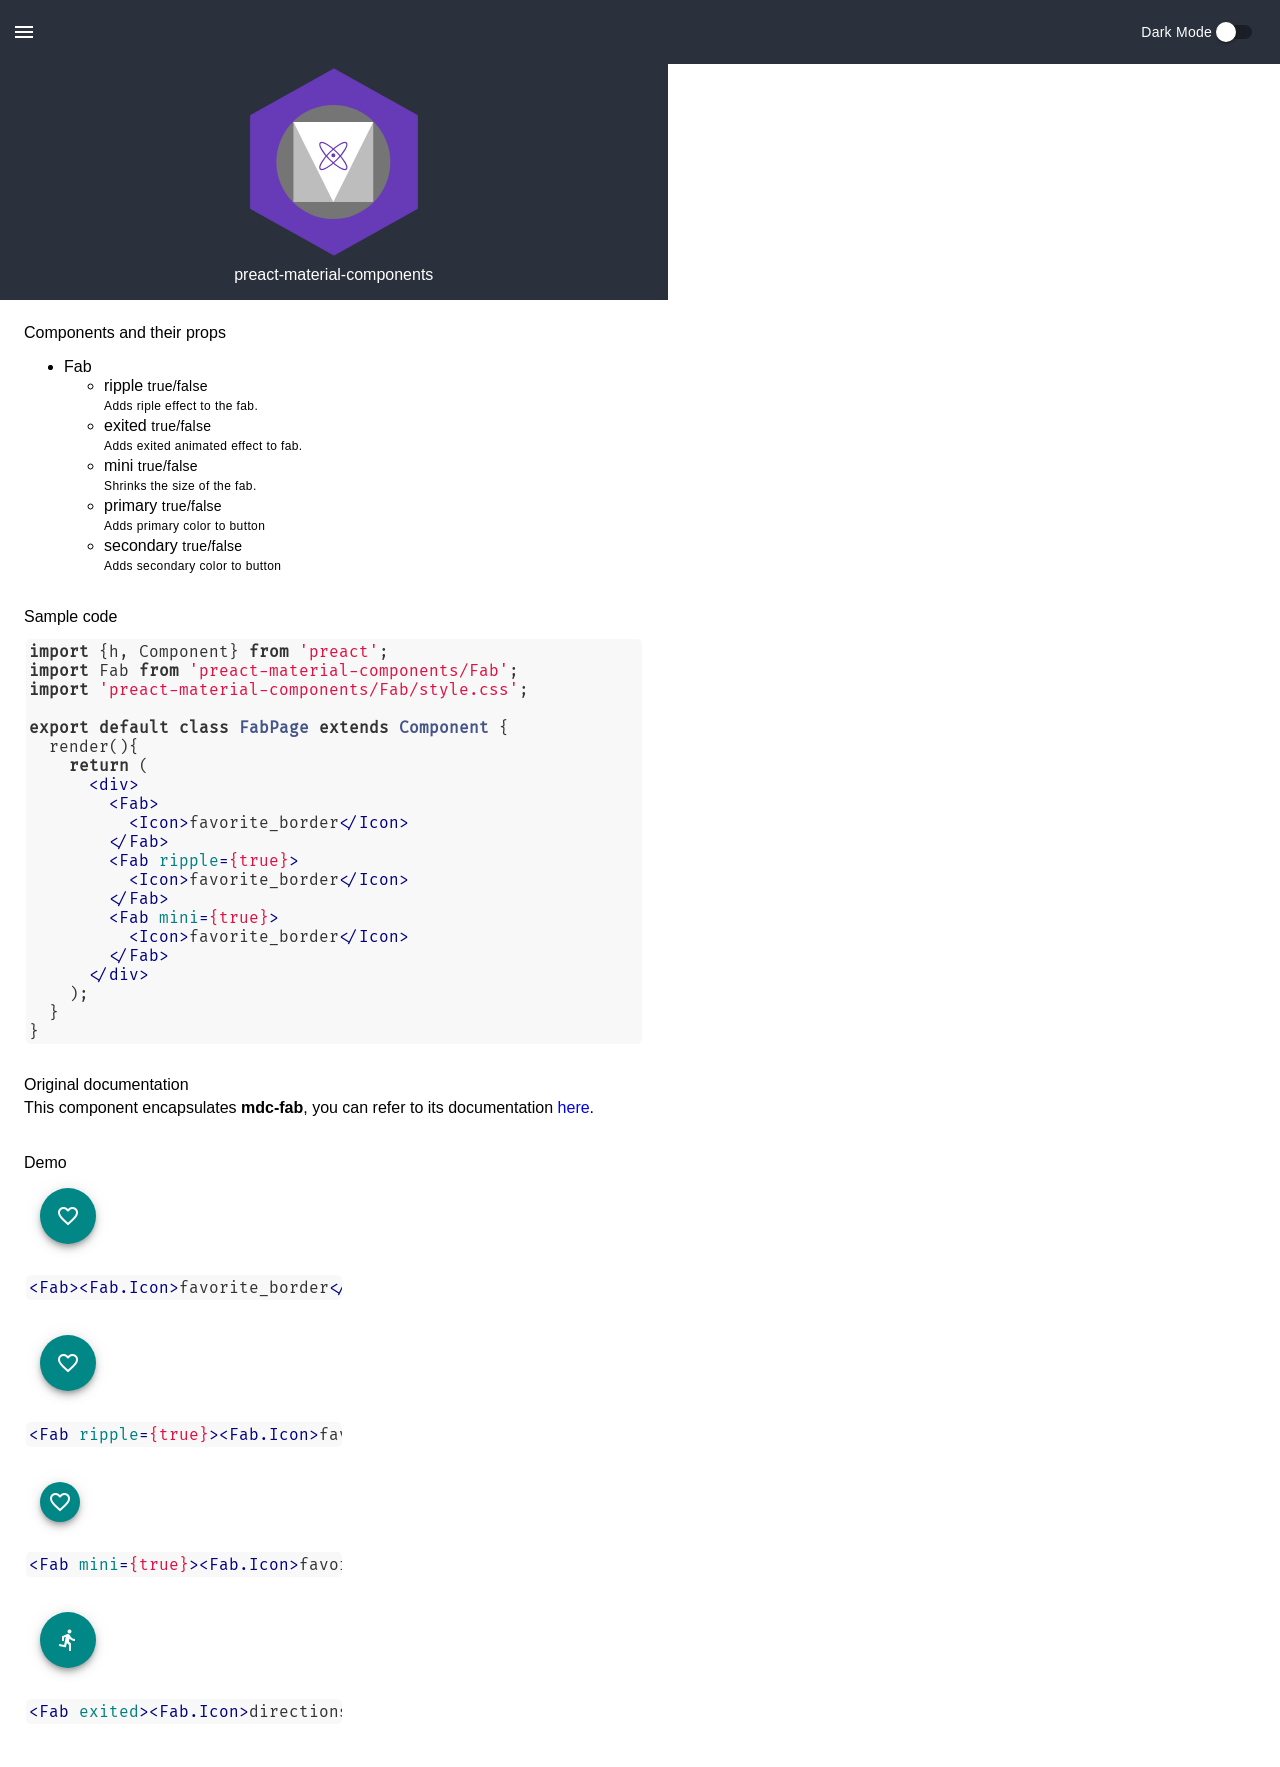 Dark Mode
preact-material-components
Components and their props
Fab
ripple true/false
Adds riple effect to the fab.
exited true/false
Adds exited animated effect to fab.
mini true/false
Shrinks the size of the fab.
primary true/false
Adds primary color to button
secondary true/false
Adds secondary color to button
Sample code
import {h, Component} from 'preact';
import Fab from 'preact-material-components/Fab';
import 'preact-material-components/Fab/style.css';
export default class FabPage extends Component {
render(){
return (
<div>
<Fab>
<Icon>favorite_border</Icon>
</Fab>
<Fab ripple={true}>
<Icon>favorite_border</Icon>
</Fab>
<Fab mini={true}>
<Icon>favorite_border</Icon>
</Fab>
</div>
);
}
}
Original documentation
This component encapsulates mdc-fab, you can refer to its documentation here.
Demo
<Fab><Fab.Icon>favorite_border</
<Fab ripple={true}><Fab.Icon>fav
<Fab mini={true}><Fab.Icon>favor
<Fab exited><Fab.Icon>directions